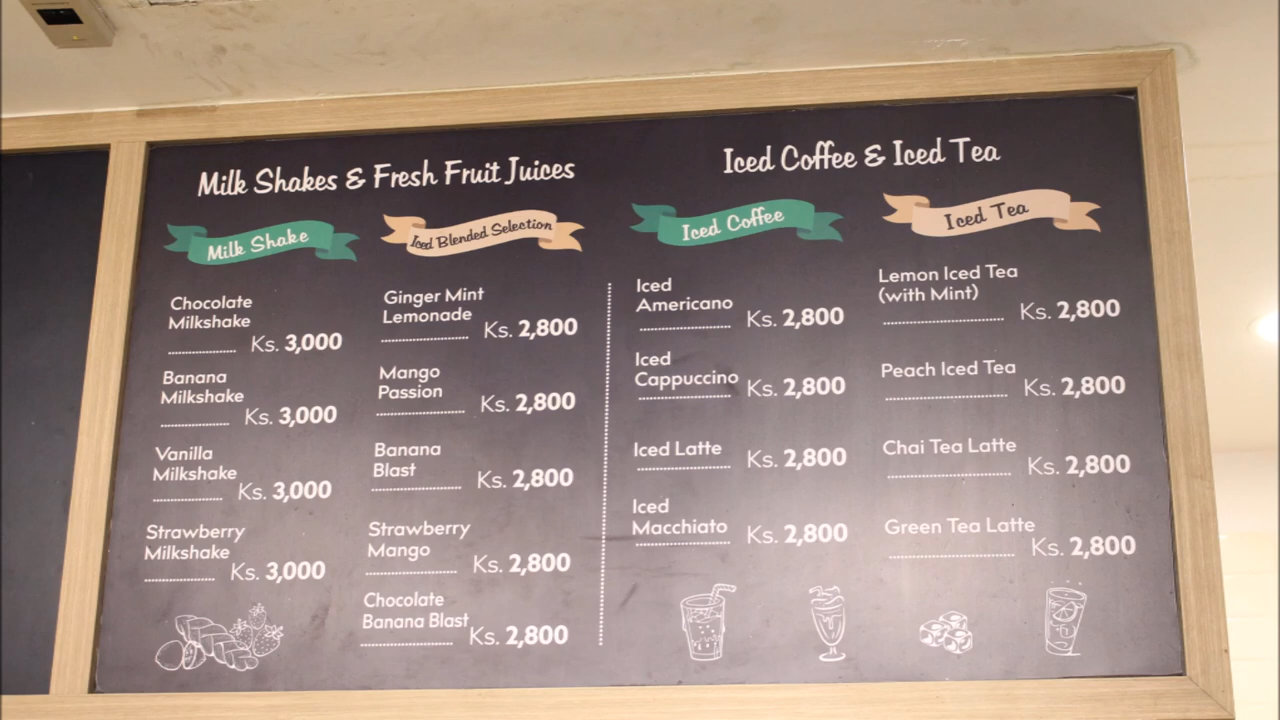 Milk Shakes & Fresh Fruit Juices
Milk Shake
Chocolate
Milkshake
Ks. 3,000
Banana
Milkshake
Ks. 3,000
Vanilla
Milkshake
Ks. 3,000
Strawberry
Milkshake
Ks. 3,000
Iced Blended Selection
Ginger Mint
Lemonade
Ks. 2,800
Mango
Passion
Ks. 2,800
Banana
Blast
Ks. 2,800
Strawberry
Mango
Ks. 2,800
Chocolate
Banana Blast
Ks. 2,800
Iced Coffee & Iced Tea
Iced Coffee
Iced
Americano
Ks. 2,800
Iced
Cappuccino
Ks. 2,800
Iced Latte
Ks. 2,800
Iced
Macchiato
Ks. 2,800
Iced Tea
Lemon Iced Tea
(with Mint)
Ks. 2,800
Peach Iced Tea
Ks. 2,800
Chai Tea Latte
Ks. 2,800
Green Tea Latte
Ks. 2,800